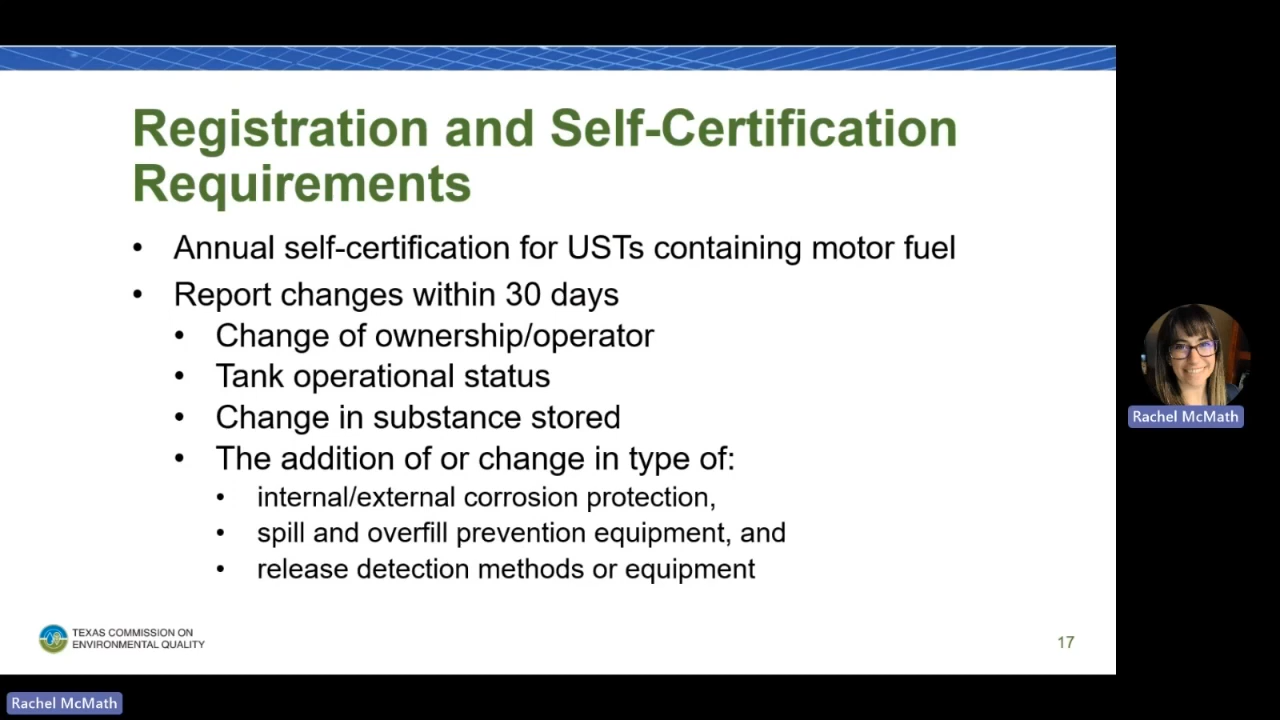 Registration and Self-Certification
Requirements
• Annual self-certification for USTs containing motor fuel
• Report changes within 30 days
• Change of ownership/operator
• Tank operational status
• Change in substance stored
• The addition of or change in type of:
• internal/external corrosion protection,
• spill and overfill prevention equipment, and
• release detection methods or equipment
TEXAS COMMISSION ON
ENVIRONMENTAL QUALITY
17
Rachel McMath
Rachel McMath